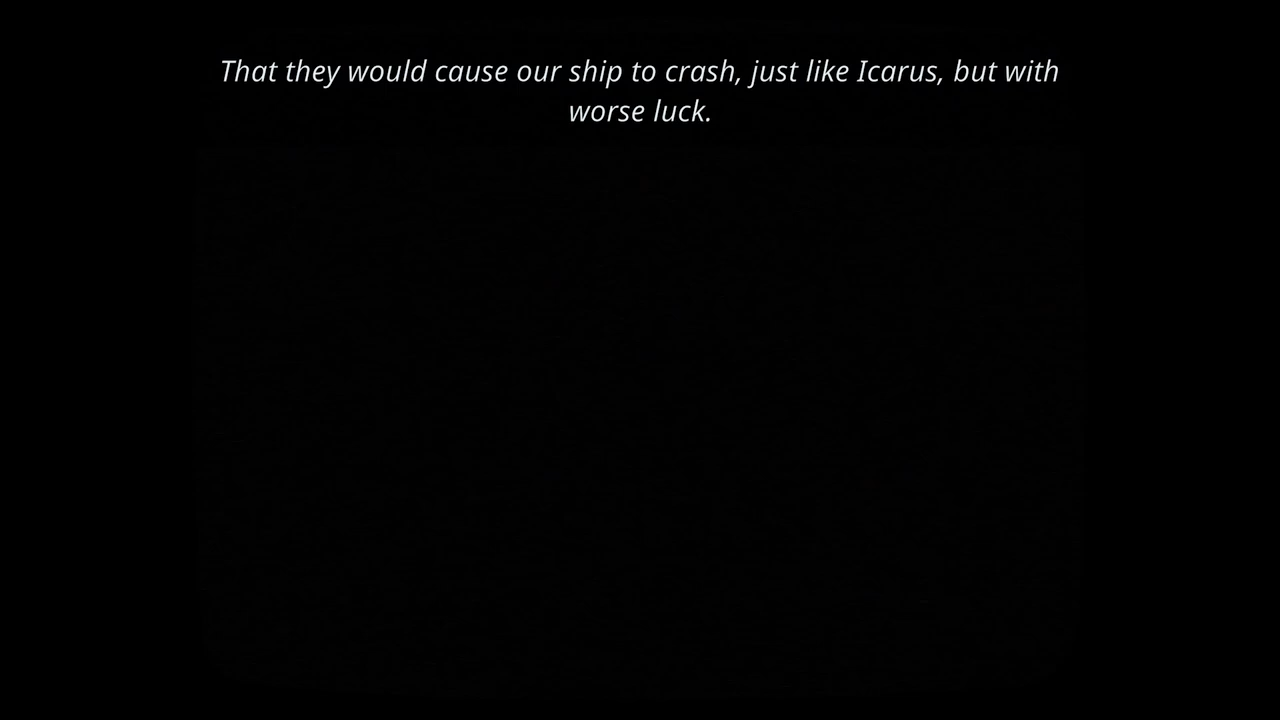 That they would cause our ship to crash, just like Icarus, but with
worse luck.